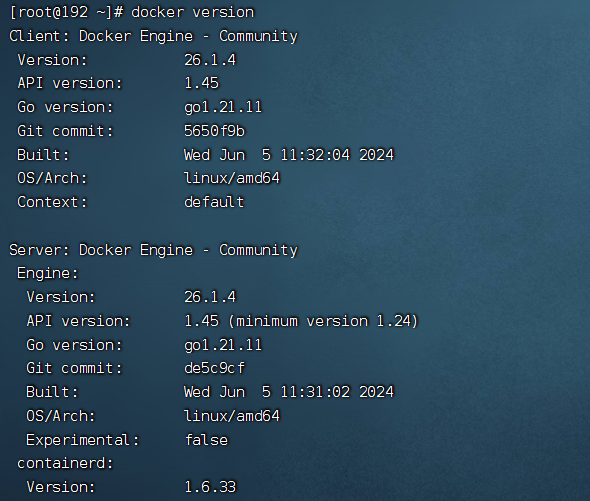 [root@192 ~]# docker version
Client: Docker Engine - Community
 Version:           26.1.4
 API version:       1.45
 Go version:        go1.21.11
 Git commit:        5650f9b
 Built:             Wed Jun  5 11:32:04 2024
 OS/Arch:           linux/amd64
 Context:           default

Server: Docker Engine - Community
 Engine:
  Version:          26.1.4
  API version:      1.45 (minimum version 1.24)
  Go version:       go1.21.11
  Git commit:       de5c9cf
  Built:            Wed Jun  5 11:31:02 2024
  OS/Arch:          linux/amd64
  Experimental:     false
 containerd:
  Version:          1.6.33